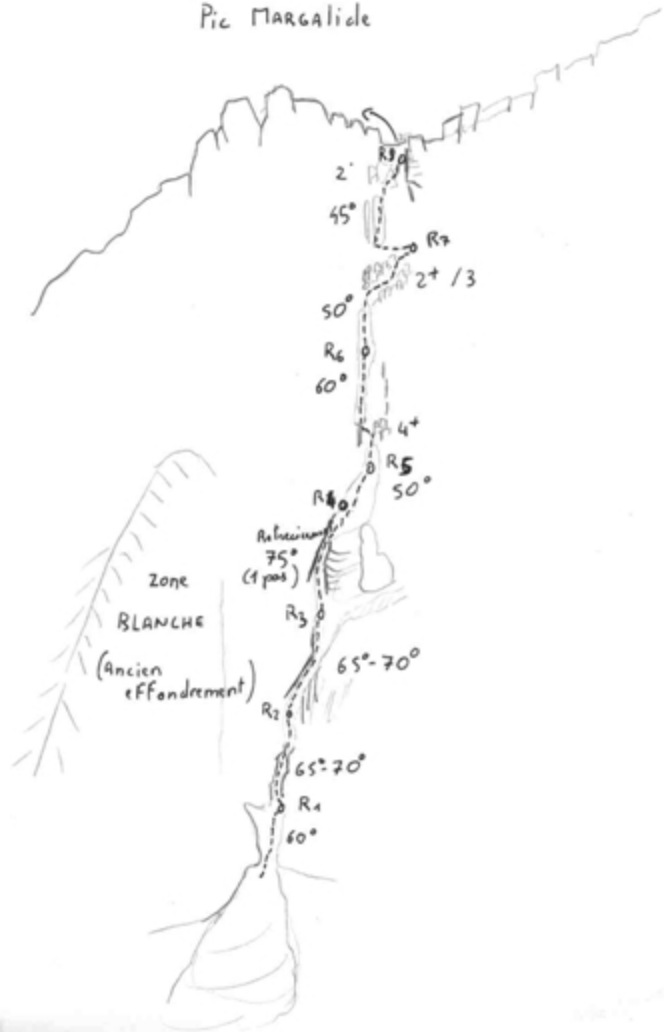 Pic MARGALIDE
R8
2+
45°
R7
2+ /3
50°
R6
60°
4+
R5
50°
R4
75°
(1 pas)
R3
Zone
BLANCHE
(Ancien
effondrement)
65°-70°
R2
65°-70°
R1
60°